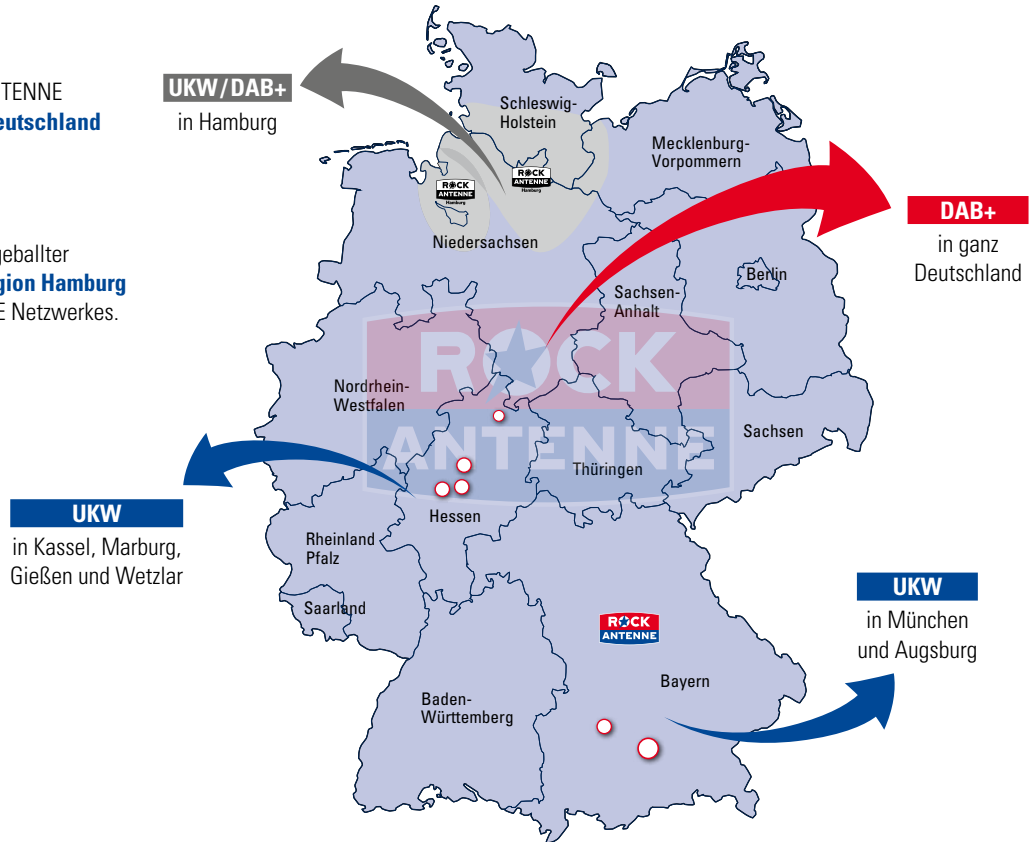 TENNE
eutschland
geballter
gion Hamburg
E Netzwerkes.
UKW/DAB+
in Hamburg
Schleswig-
Holstein
Mecklenburg-
Vorpommern
ROCK
ANTENNE
Hamburg
ROCK
ANTENNE
Hamburg
Niedersachsen
DAB+
in ganz
Deutschland
Berlin
Sachsen-
Anhalt
ROCK
ANTENNE
Nordrhein-
Westfalen
Sachsen
Thüringen
Hessen
UKW
in Kassel, Marburg,
Gießen und Wetzlar
Rheinland
Pfalz
Saarland
UKW
in München
und Augsburg
ROCK
ANTENNE
Bayern
Baden-
Württemberg